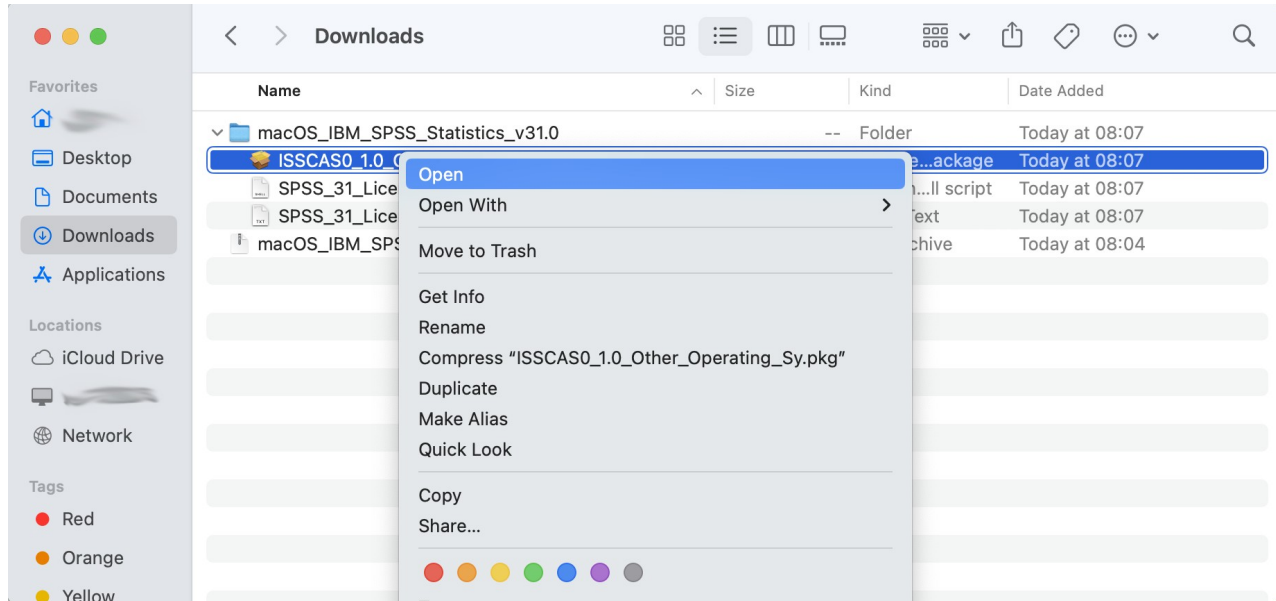 Downloads
Favorites
Desktop
Documents
Downloads
Applications
Locations
iCloud Drive
Network
Tags
Red
Orange
Yellow
Name Size Kind Date Added
macOS_IBM_SPSS_Statistics_v31.0 -- Folder Today at 08:07
ISSCAS0_1.0_ e...ackage Today at 08:07
SPSS_31_Lice ...ll script Today at 08:07
SPSS_31_Lice Text Today at 08:07
macOS_IBM_SPS chive Today at 08:04
Open
Open With
Move to Trash
Get Info
Rename
Compress “ISSCAS0_1.0_Other_Operating_Sy.pkg”
Duplicate
Make Alias
Quick Look
Copy
Share...